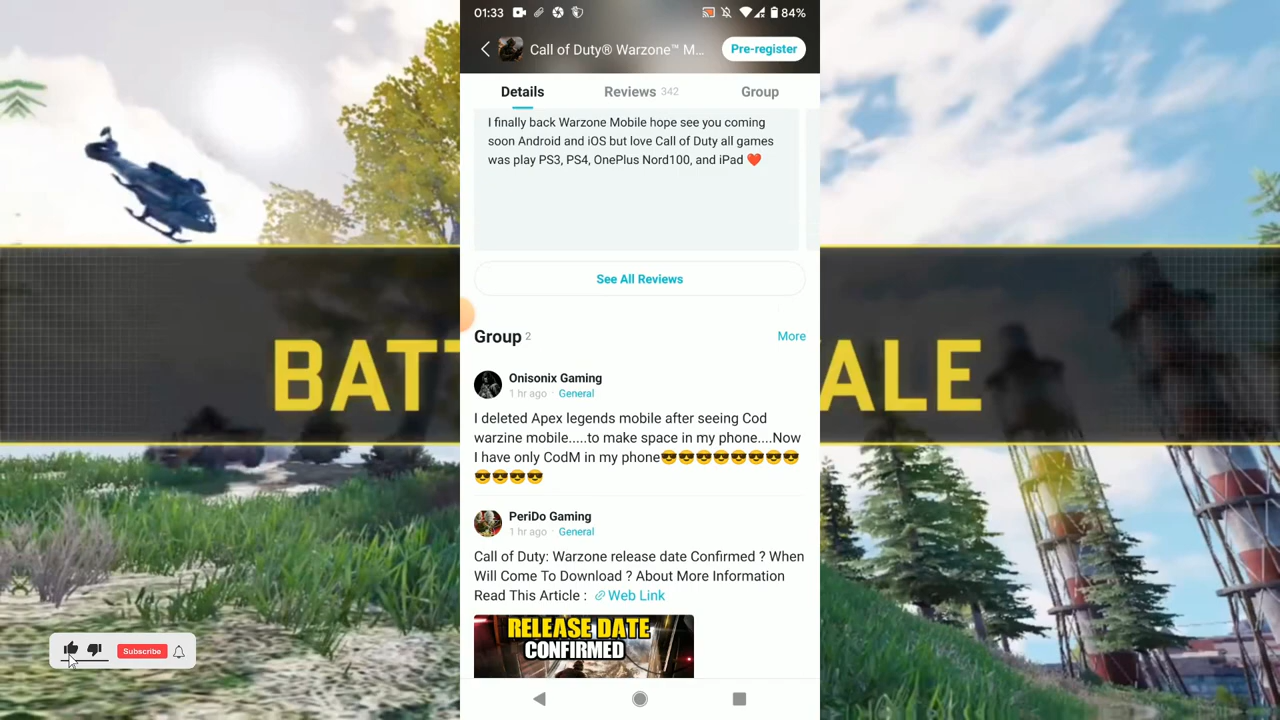 01:33
84%
Call of Duty® Warzone™ M...
Pre-register
Details
Reviews 342
Group
I finally back Warzone Mobile hope see you coming
soon Android and iOS but love Call of Duty all games
was play PS3, PS4, OnePlus Nord100, and iPad ❤️
See All Reviews
BATT
ALE
Group 2
More
Onisonix Gaming
1 hr ago · General
I deleted Apex legends mobile after seeing Cod
warzine mobile.....to make space in my phone....Now
I have only CodM in my phone😎😎😎😎😎😎😎😎
😎😎😎😎
PeriDo Gaming
1 hr ago · General
Call of Duty: Warzone release date Confirmed ? When
Will Come To Download ? About More Information
Read This Article : Web Link
RELEASE DATE
CONFIRMED
Subscribe